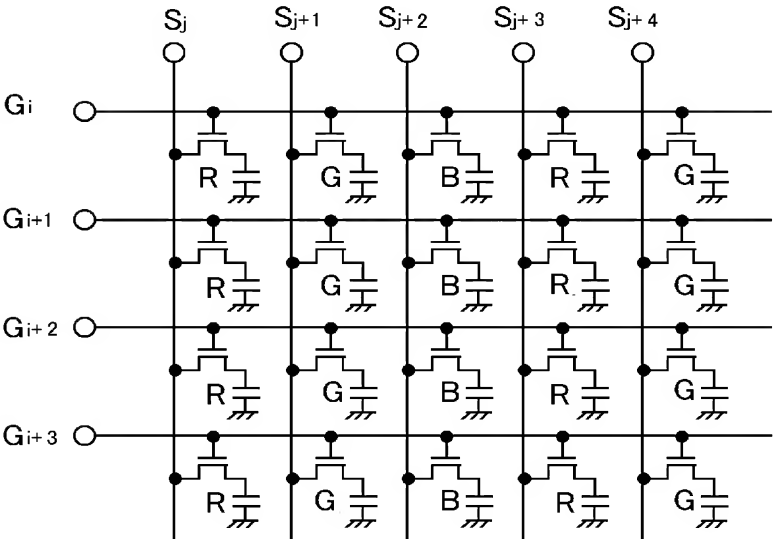 Sj Sj+1 Sj+2 Sj+3 Sj+4
Gi
R G B R G
Gi+1
R G B R G
Gi+2
R G B R G
Gi+3
R G B R G